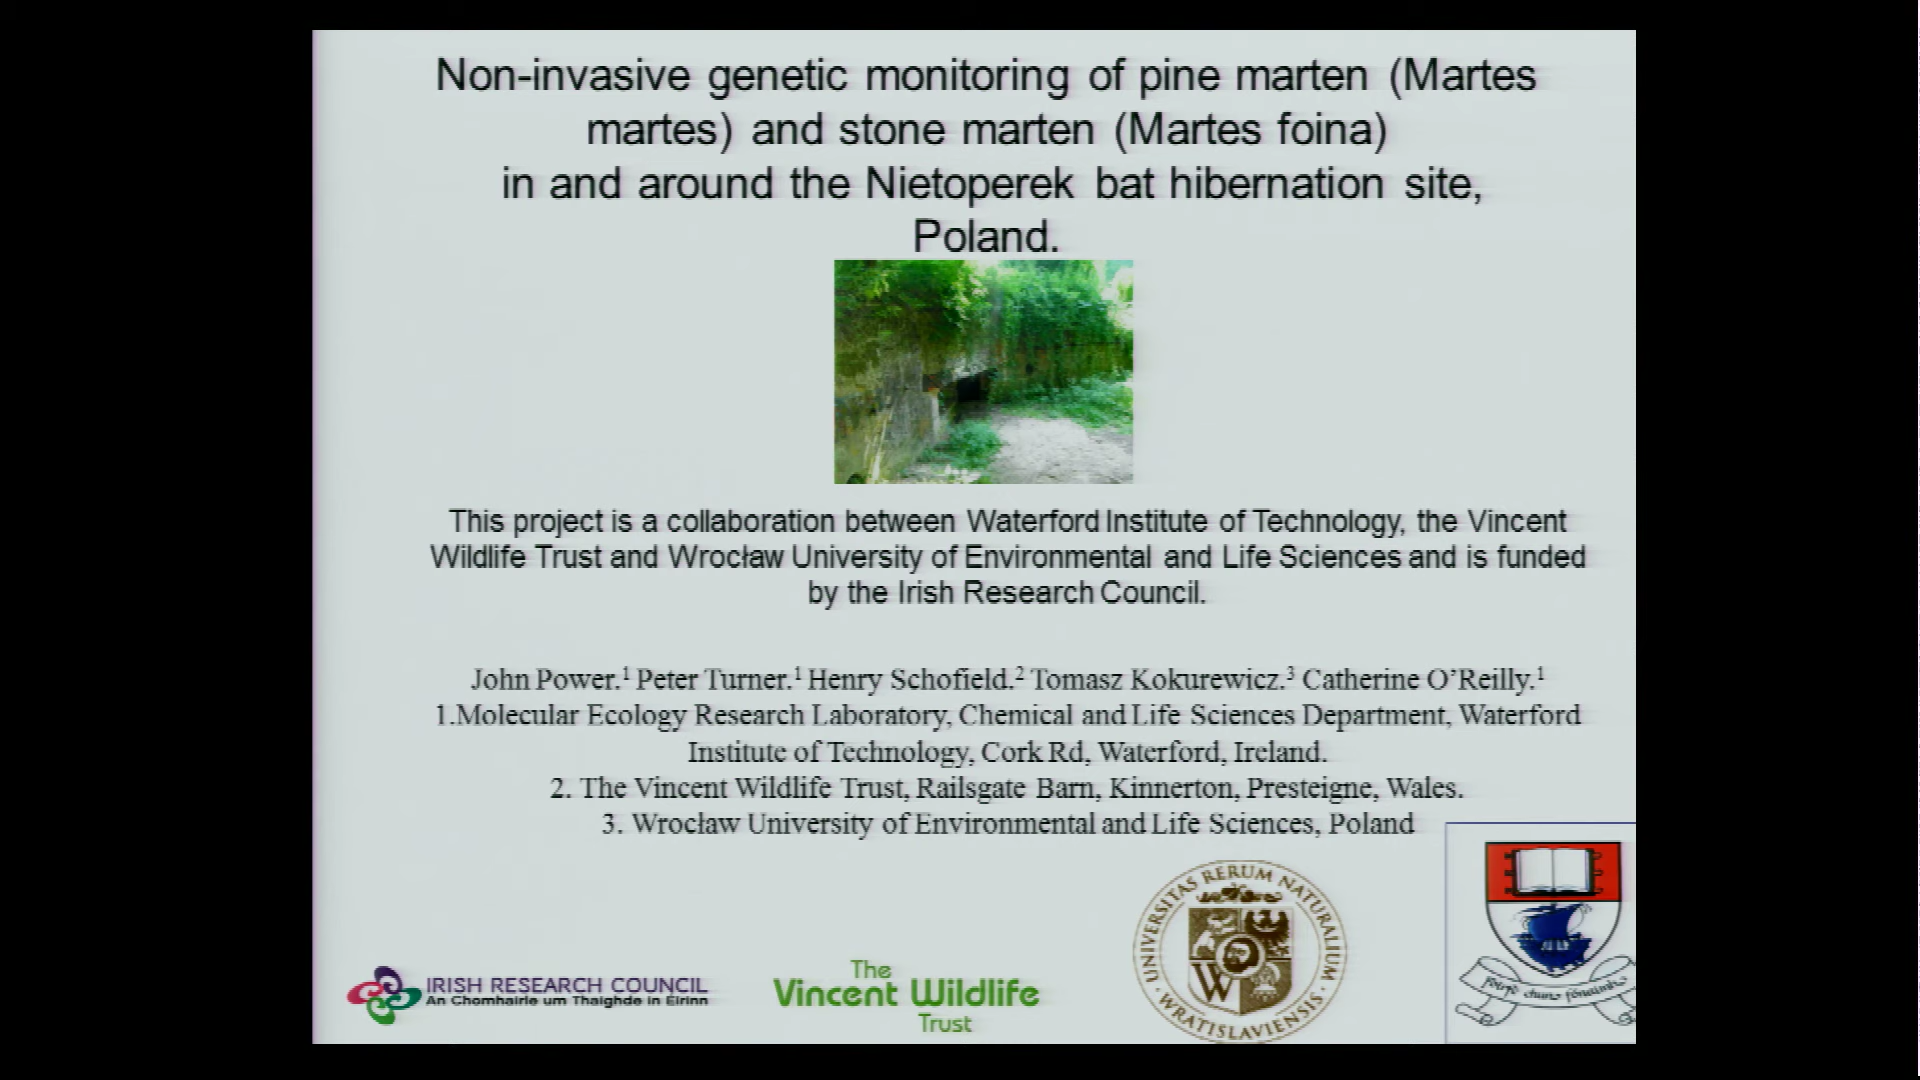 Non-invasive genetic monitoring of pine marten (Martes
martes) and stone marten (Martes foina)
in and around the Nietoperek bat hibernation site,
Poland.
This project is a collaboration between Waterford Institute of Technology, the Vincent
Wildlife Trust and Wrocław University of Environmental and Life Sciences and is funded
by the Irish Research Council.
John Power.¹ Peter Turner.¹ Henry Schofield.² Tomasz Kokurewicz.³ Catherine O’Reilly.¹
1.Molecular Ecology Research Laboratory, Chemical and Life Sciences Department, Waterford
Institute of Technology, Cork Rd, Waterford, Ireland.
2. The Vincent Wildlife Trust, Railsgate Barn, Kinnerton, Presteigne, Wales.
3. Wrocław University of Environmental and Life Sciences, Poland
IRISH RESEARCH COUNCIL
An Chomhairle um Thaighde in Éirinn
The
Vincent Wildlife
Trust
UNIVERSITAS RERUM NATURALIUM
WRATISLAVIENSIS
W